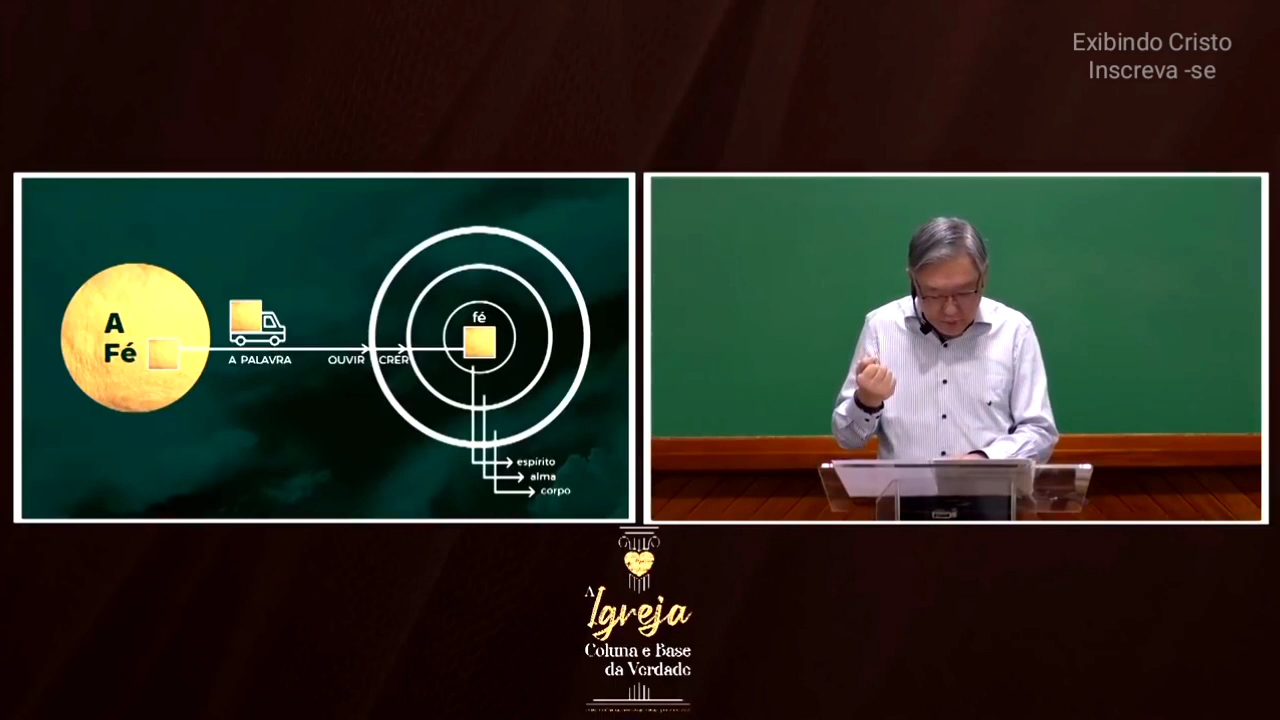 Exibindo Cristo
Inscreva -se
A
Fé
A PALAVRA
OUVIR
CRER
fé
espírito
alma
corpo
A
Igreja
Coluna e Base
da Verdade